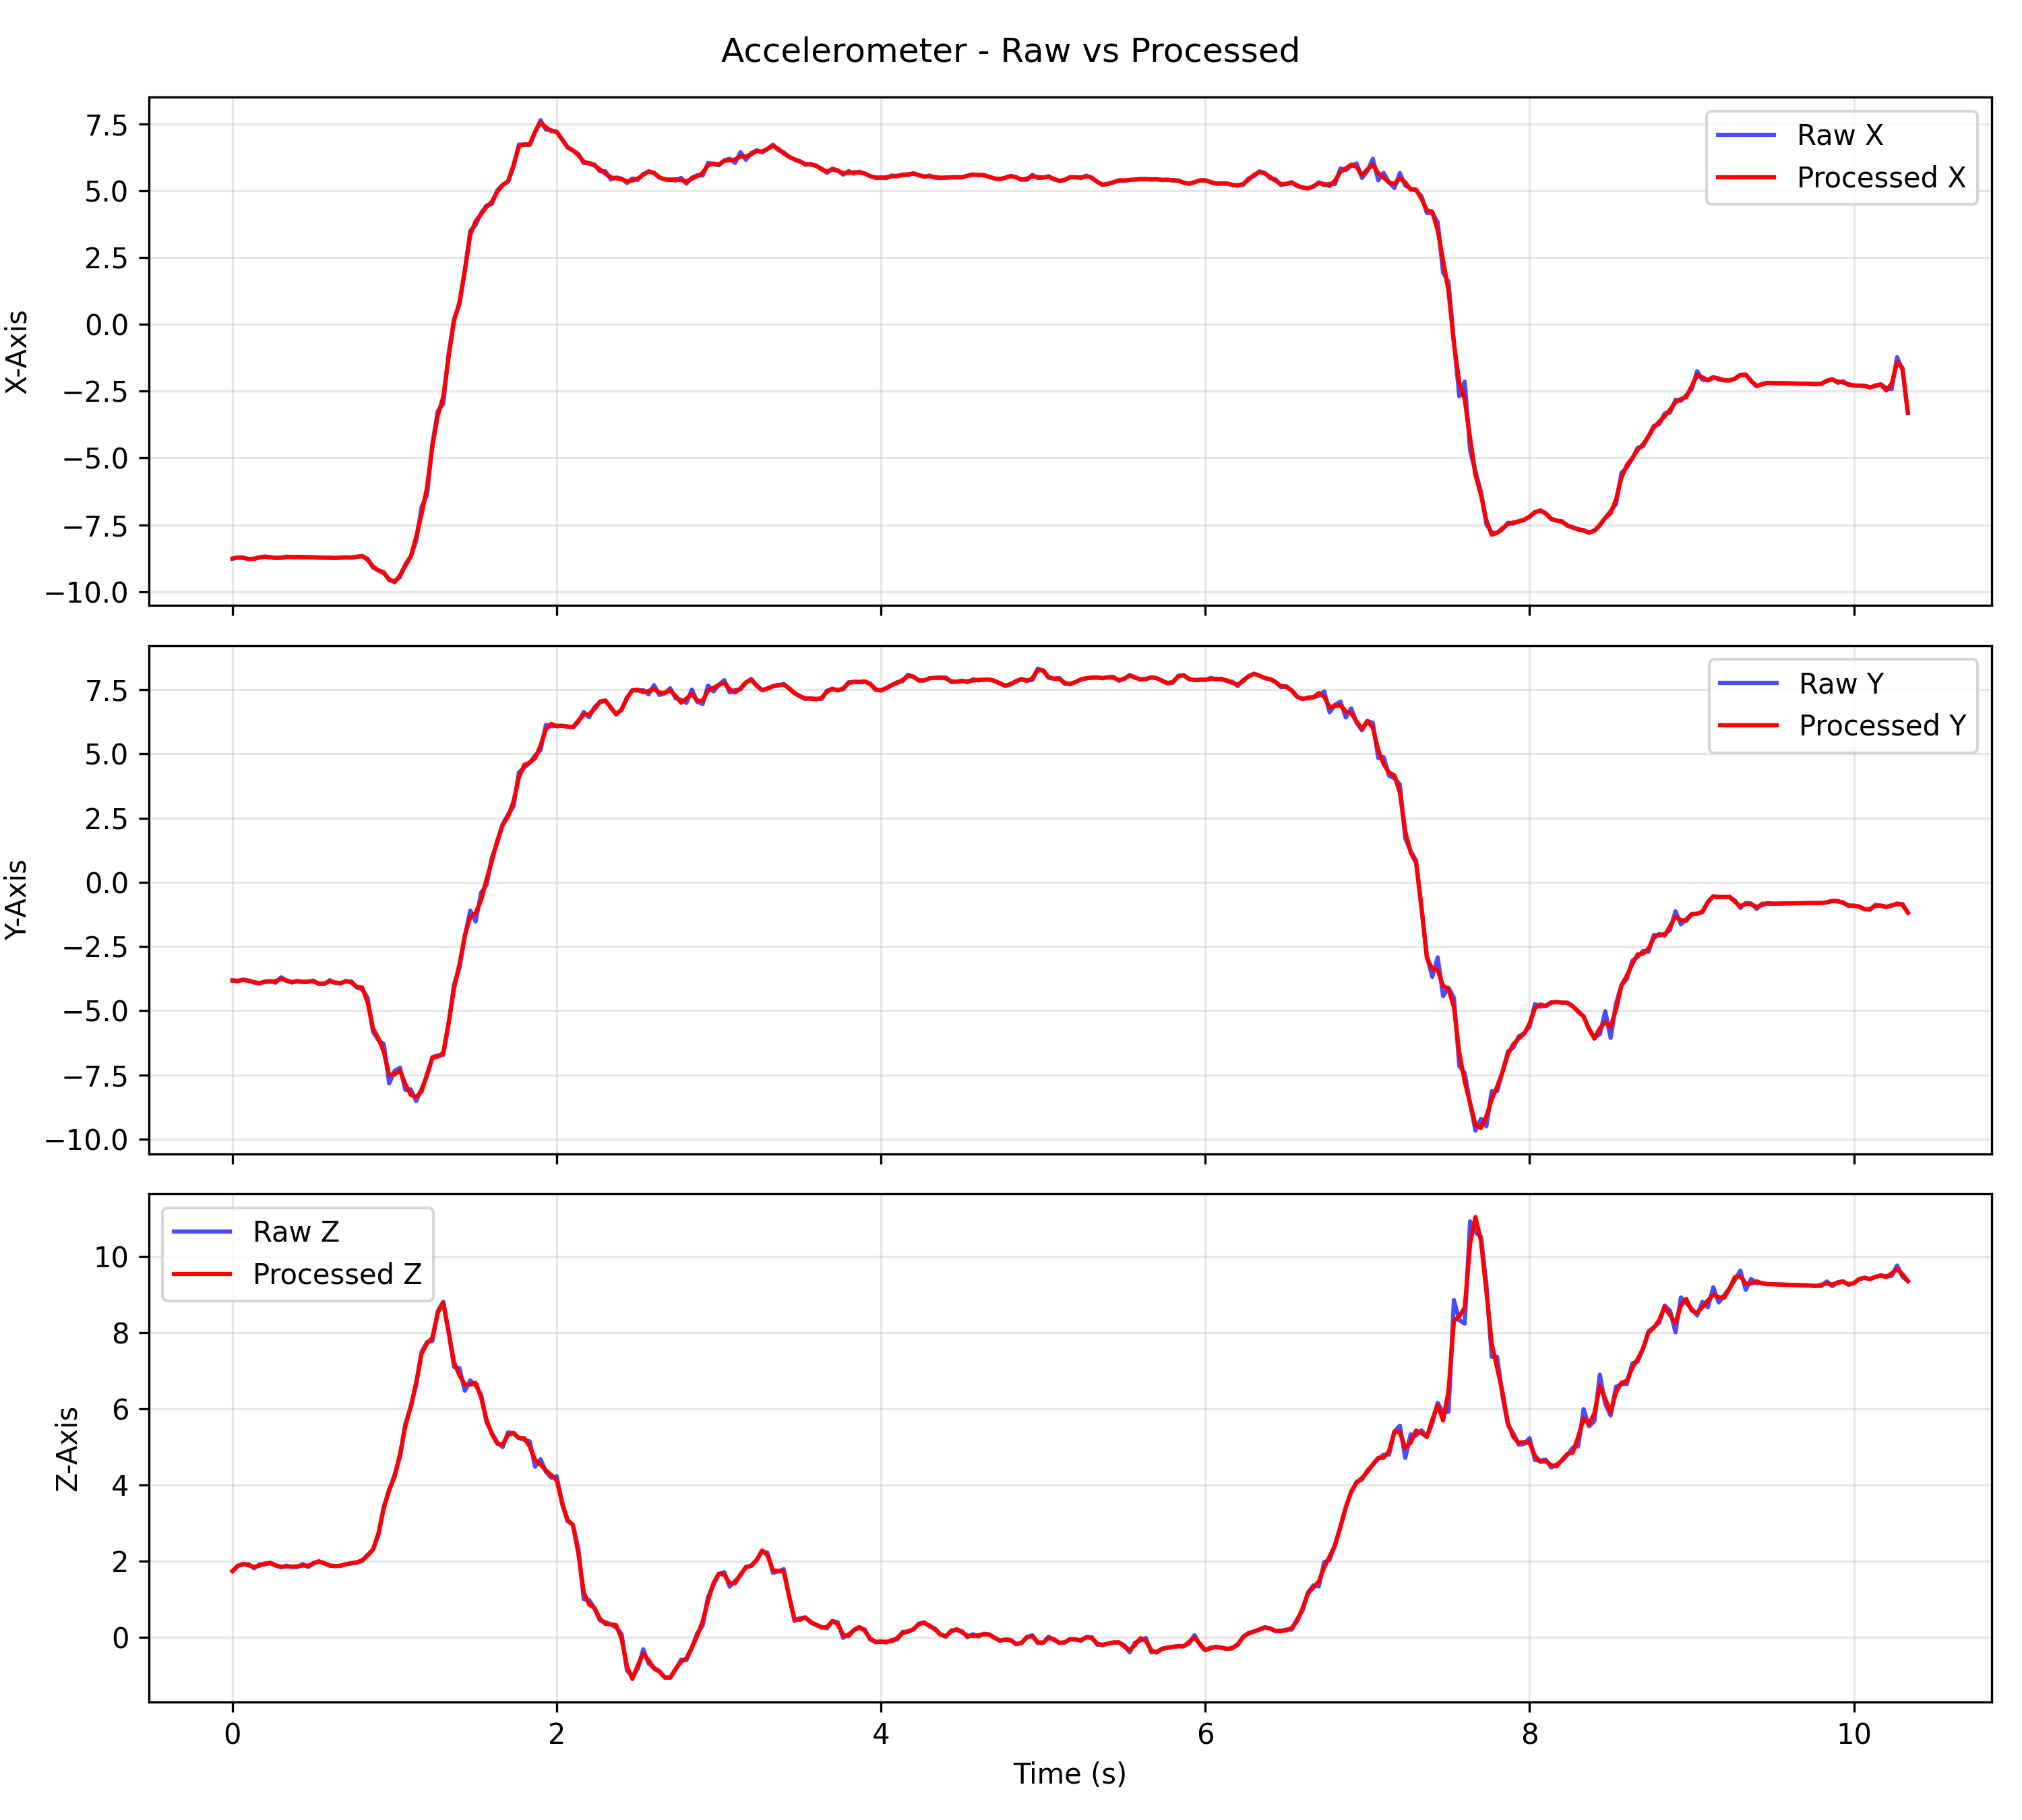 Accelerometer - Raw vs Processed
7.5
5.0
2.5
0.0
−2.5
−5.0
−7.5
−10.0
X-Axis
Raw X
Processed X
7.5
5.0
2.5
0.0
−2.5
−5.0
−7.5
−10.0
Y-Axis
Raw Y
Processed Y
10
8
6
4
2
0
Z-Axis
Raw Z
Processed Z
0
2
4
6
8
10
Time (s)